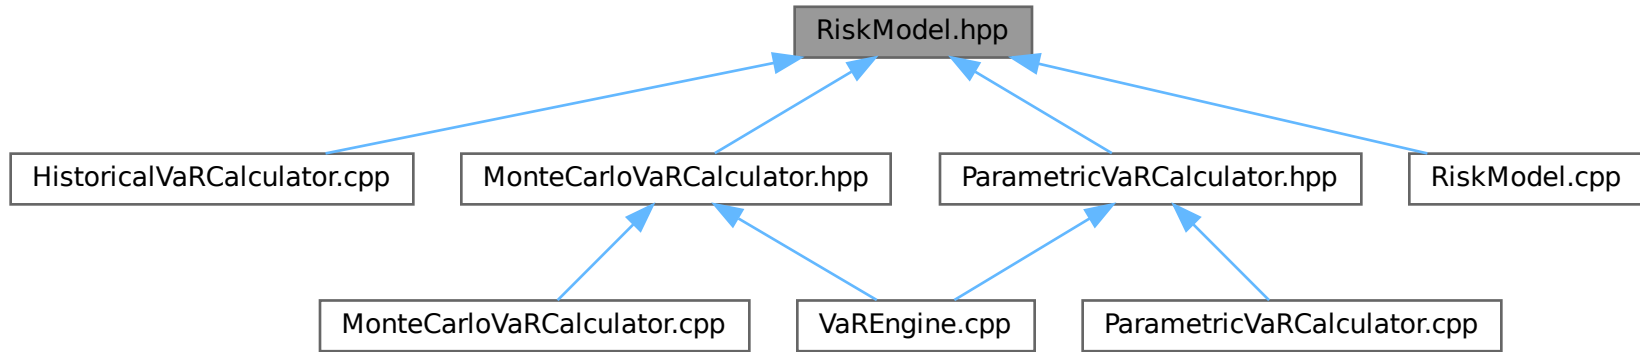 RiskModel.hpp
HistoricalVaRCalculator.cpp
MonteCarloVaRCalculator.hpp
ParametricVaRCalculator.hpp
RiskModel.cpp
MonteCarloVaRCalculator.cpp
VaREngine.cpp
ParametricVaRCalculator.cpp